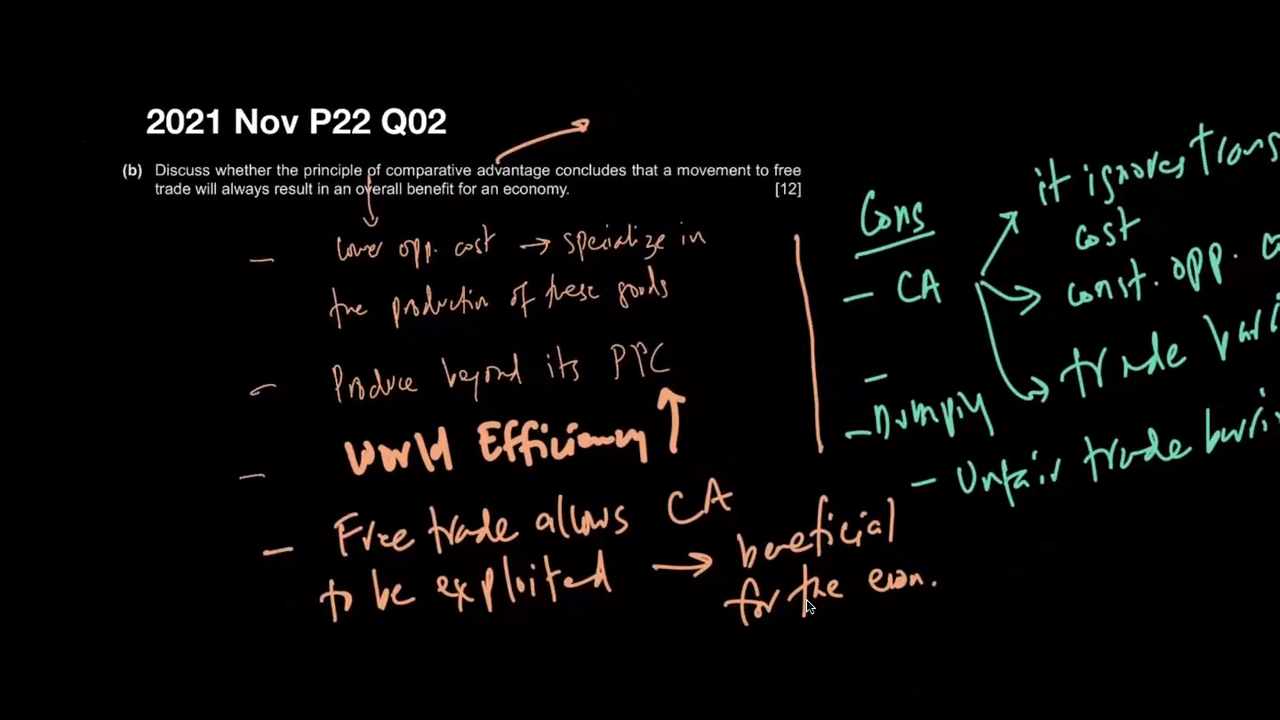 2021 Nov P22 Q02
(b) Discuss whether the principle of comparative advantage concludes that a movement to free
trade will always result in an overall benefit for an economy. [12]
– lower opp. cost → specialize in
the production of these goods
– Produce beyond its PPC
– World Efficiency ↑
– Free trade allows CA
to be exploited → beneficial
for the econ.
Cons
– CA
it ignores trans
cost
const. opp.
trade
–
– Dumping
– Unfair trade